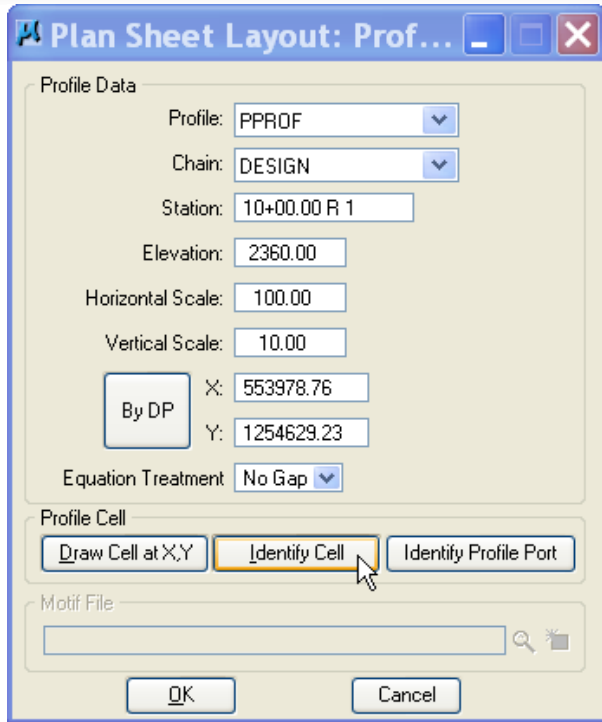 Plan Sheet Layout: Prof...
Profile Data
Profile: PPROF
Chain: DESIGN
Station: 10+00.00 R 1
Elevation: 2360.00
Horizontal Scale: 100.00
Vertical Scale: 10.00
By DP
X: 553978.76
Y: 1254629.23
Equation Treatment No Gap
Profile Cell
Draw Cell at X,Y Identify Cell Identify Profile Port
Motif File
OK Cancel